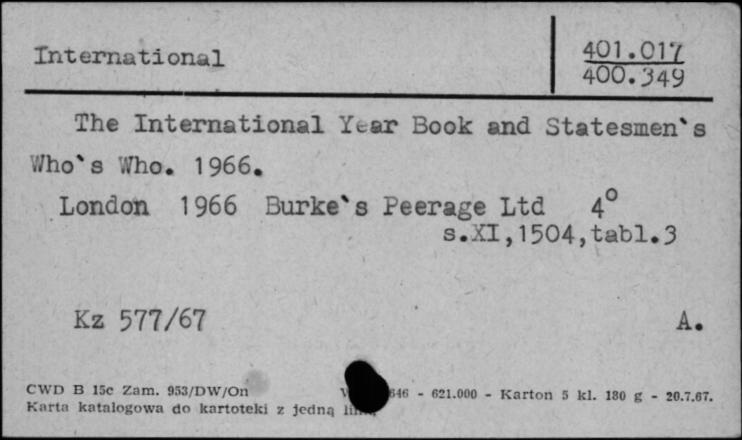 International
401.017
400.349
The International Year Book and Statesmen's
Who's Who. 1966.
London 1966 Burke's Peerage Ltd 4°
s.XI,1504,tabl.3
Kz 577/67 A.
CWD B 15c Zam. 953/DW/On 646 - 621.000 - Karton 5 kl. 180 g - 20.7.67.
Karta katalogowa do kartoteki z jedną